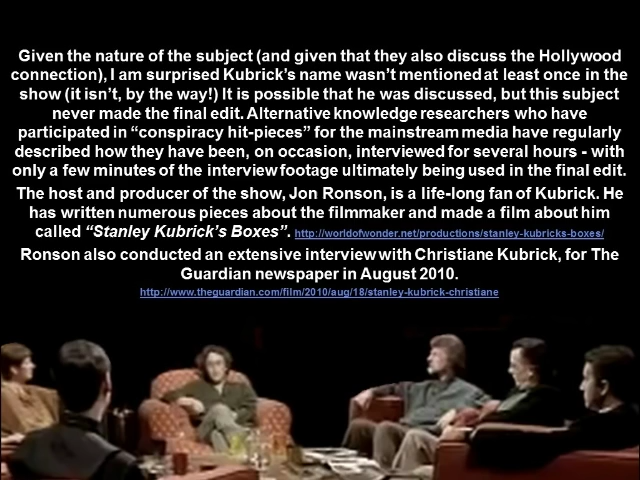 Given the nature of the subject (and given that they also discuss the Hollywood
connection), I am surprised Kubrick's name wasn't mentioned at least once in the
show (it isn't, by the way!) It is possible that he was discussed, but this subject
never made the final edit. Alternative knowledge researchers who have
participated in “conspiracy hit-pieces” for the mainstream media have regularly
described how they have been, on occasion, interviewed for several hours - with
only a few minutes of the interview footage ultimately being used in the final edit.
The host and producer of the show, Jon Ronson, is a life-long fan of Kubrick. He
has written numerous pieces about the filmmaker and made a film about him
called “Stanley Kubrick's Boxes”. http://worldofwonder.net/productions/stanley-kubricks-boxes/
Ronson also conducted an extensive interview with Christiane Kubrick, for The
Guardian newspaper in August 2010.
http://www.theguardian.com/film/2010/aug/18/stanley-kubrick-christiane